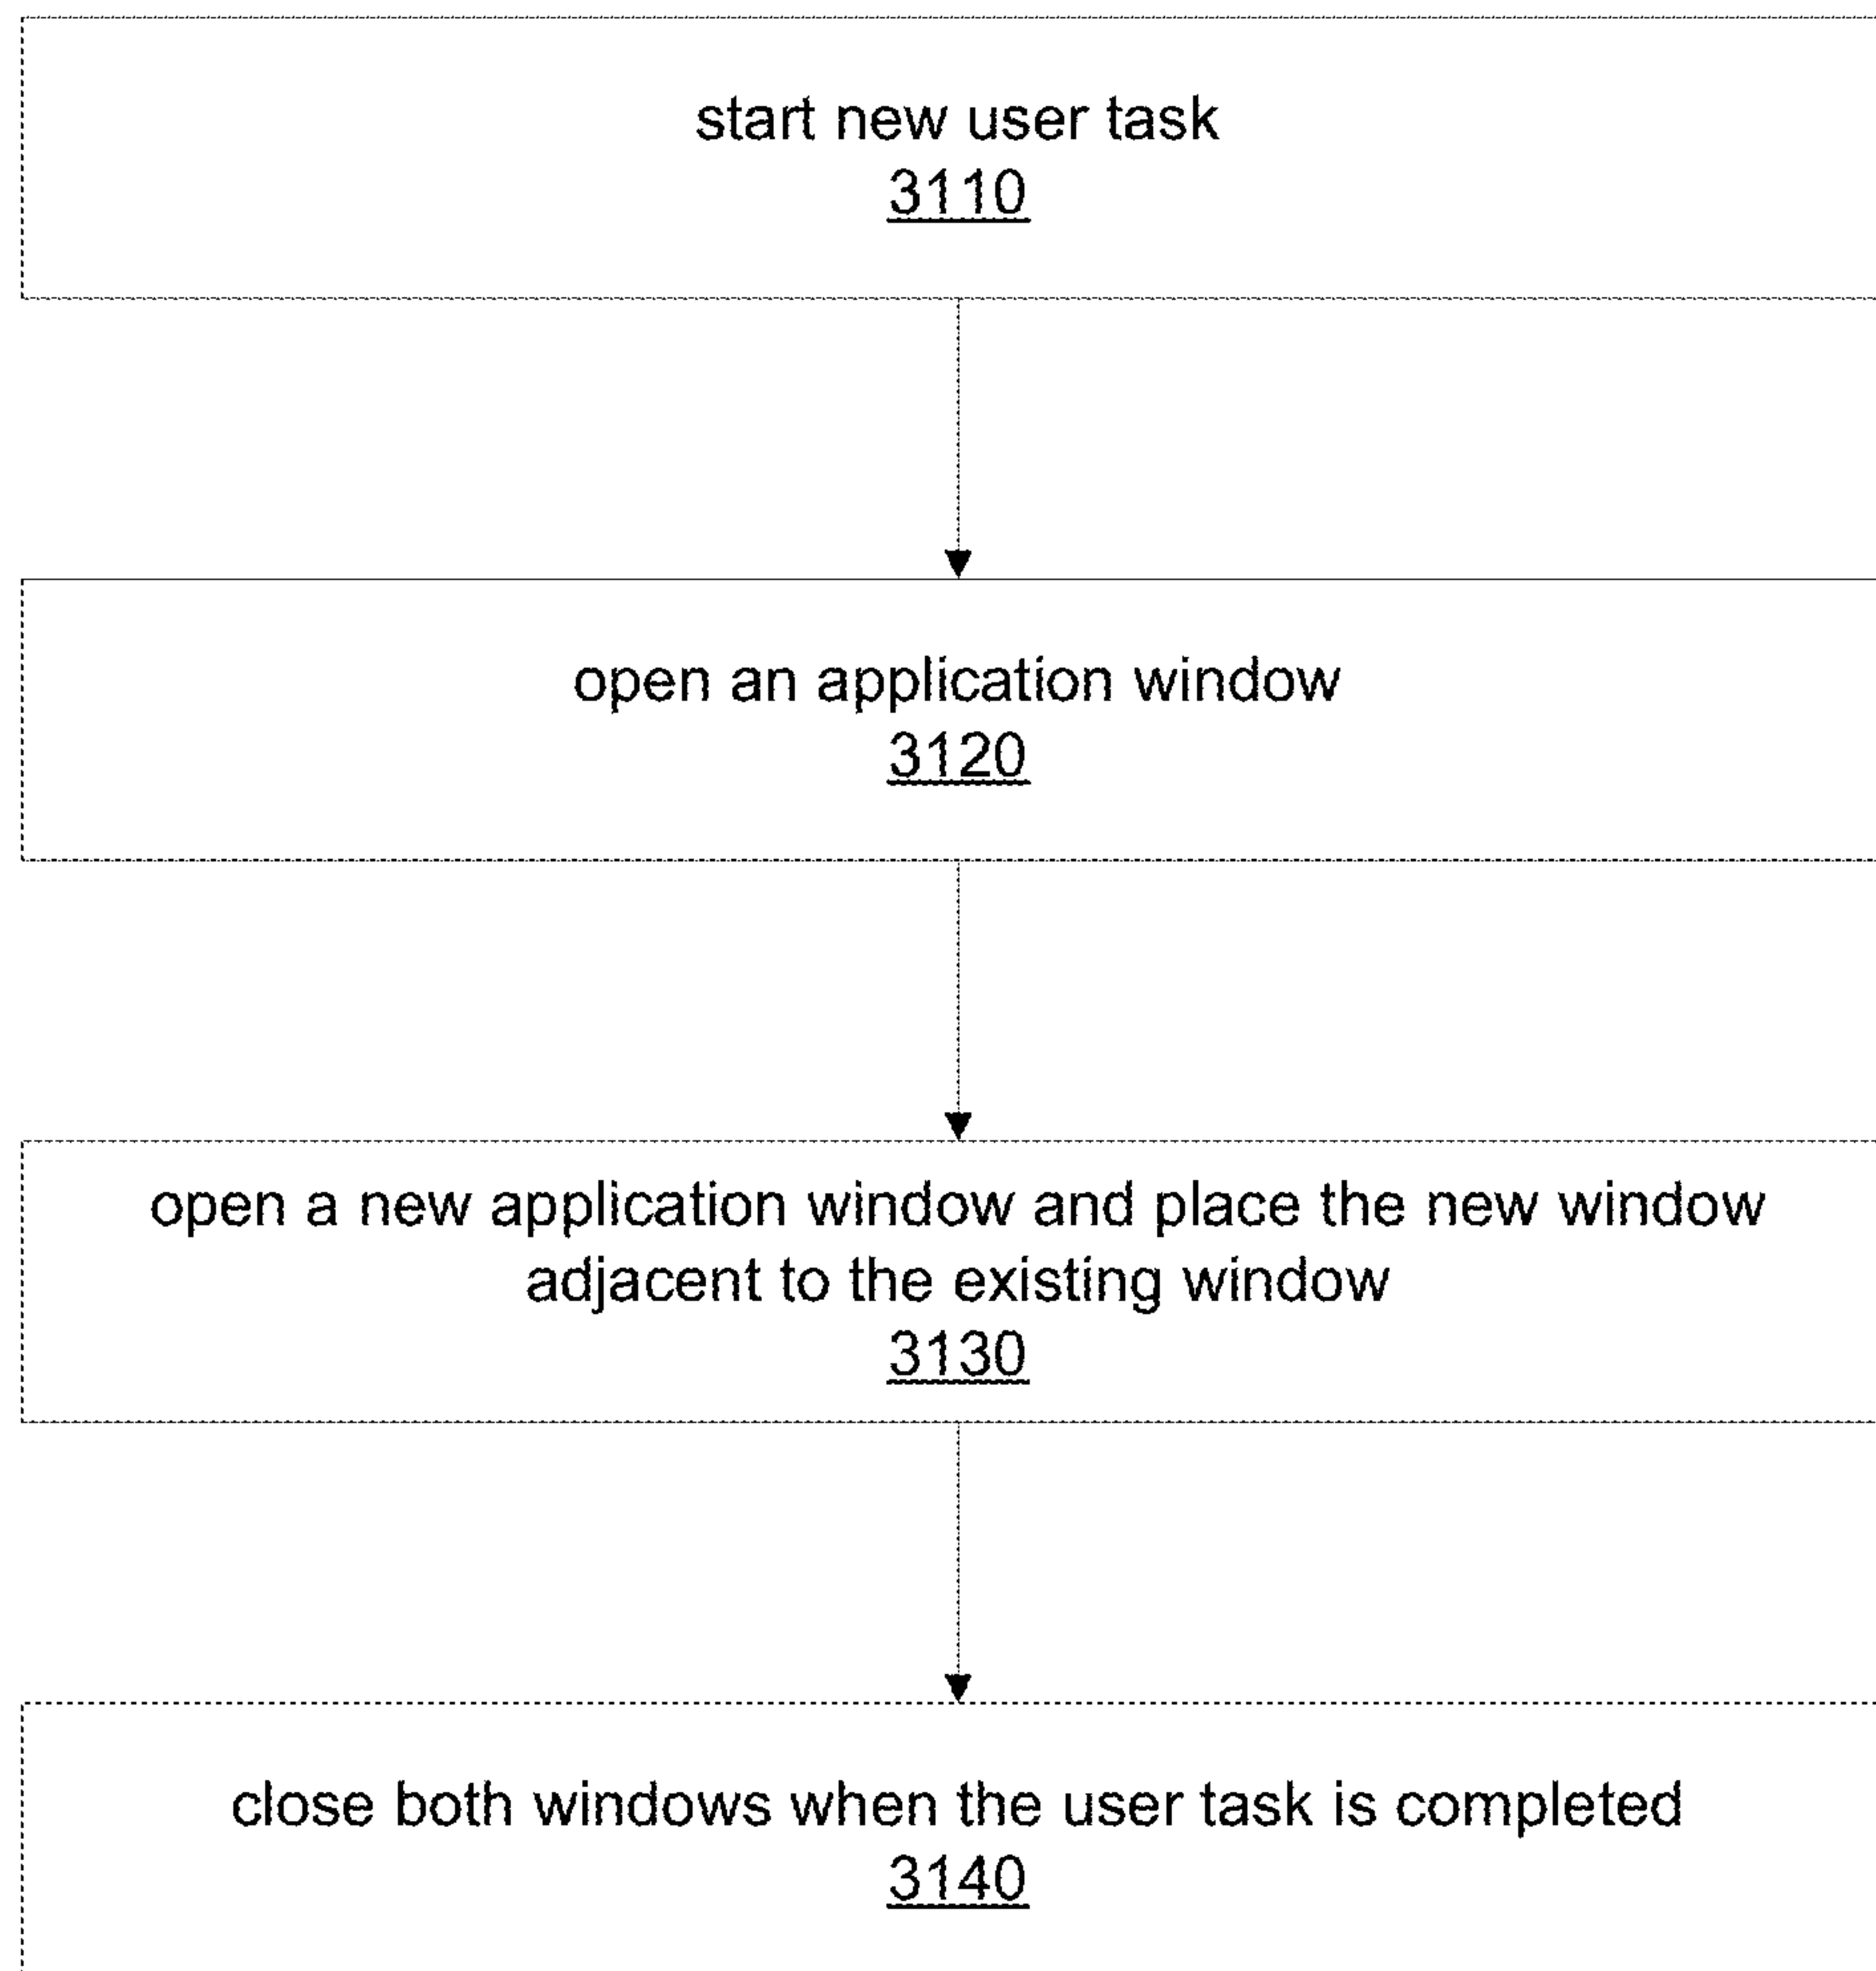 start new user task
3110
open an application window
3120
open a new application window and place the new window
adjacent to the existing window
3130
close both windows when the user task is completed
3140